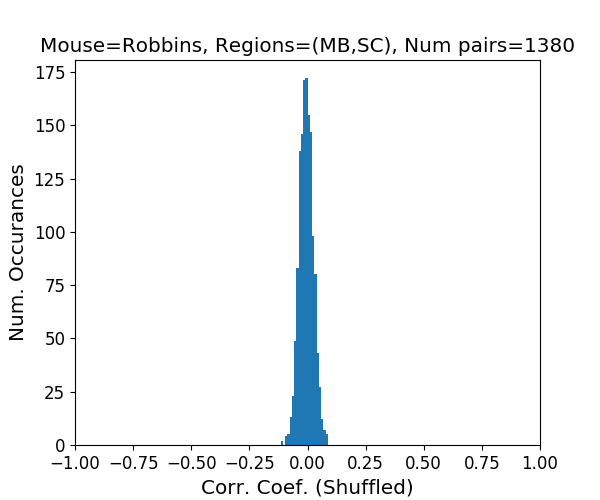 Mouse=Robbins, Regions=(MB,SC), Num pairs=1380
175
150
125
100
75
50
25
0
Num. Occurances
−1.00 −0.75 −0.50 −0.25 0.00 0.25 0.50 0.75 1.00
Corr. Coef. (Shuffled)